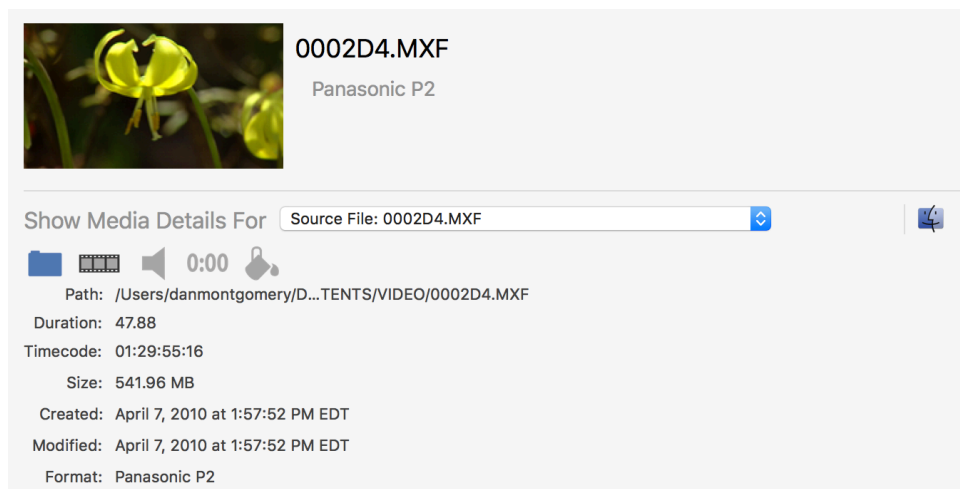 0002D4.MXF
Panasonic P2
Show Media Details For Source File: 0002D4.MXF
0:00
Path: /Users/danmontgomery/D...TENTS/VIDEO/0002D4.MXF
Duration: 47.88
Timecode: 01:29:55:16
Size: 541.96 MB
Created: April 7, 2010 at 1:57:52 PM EDT
Modified: April 7, 2010 at 1:57:52 PM EDT
Format: Panasonic P2